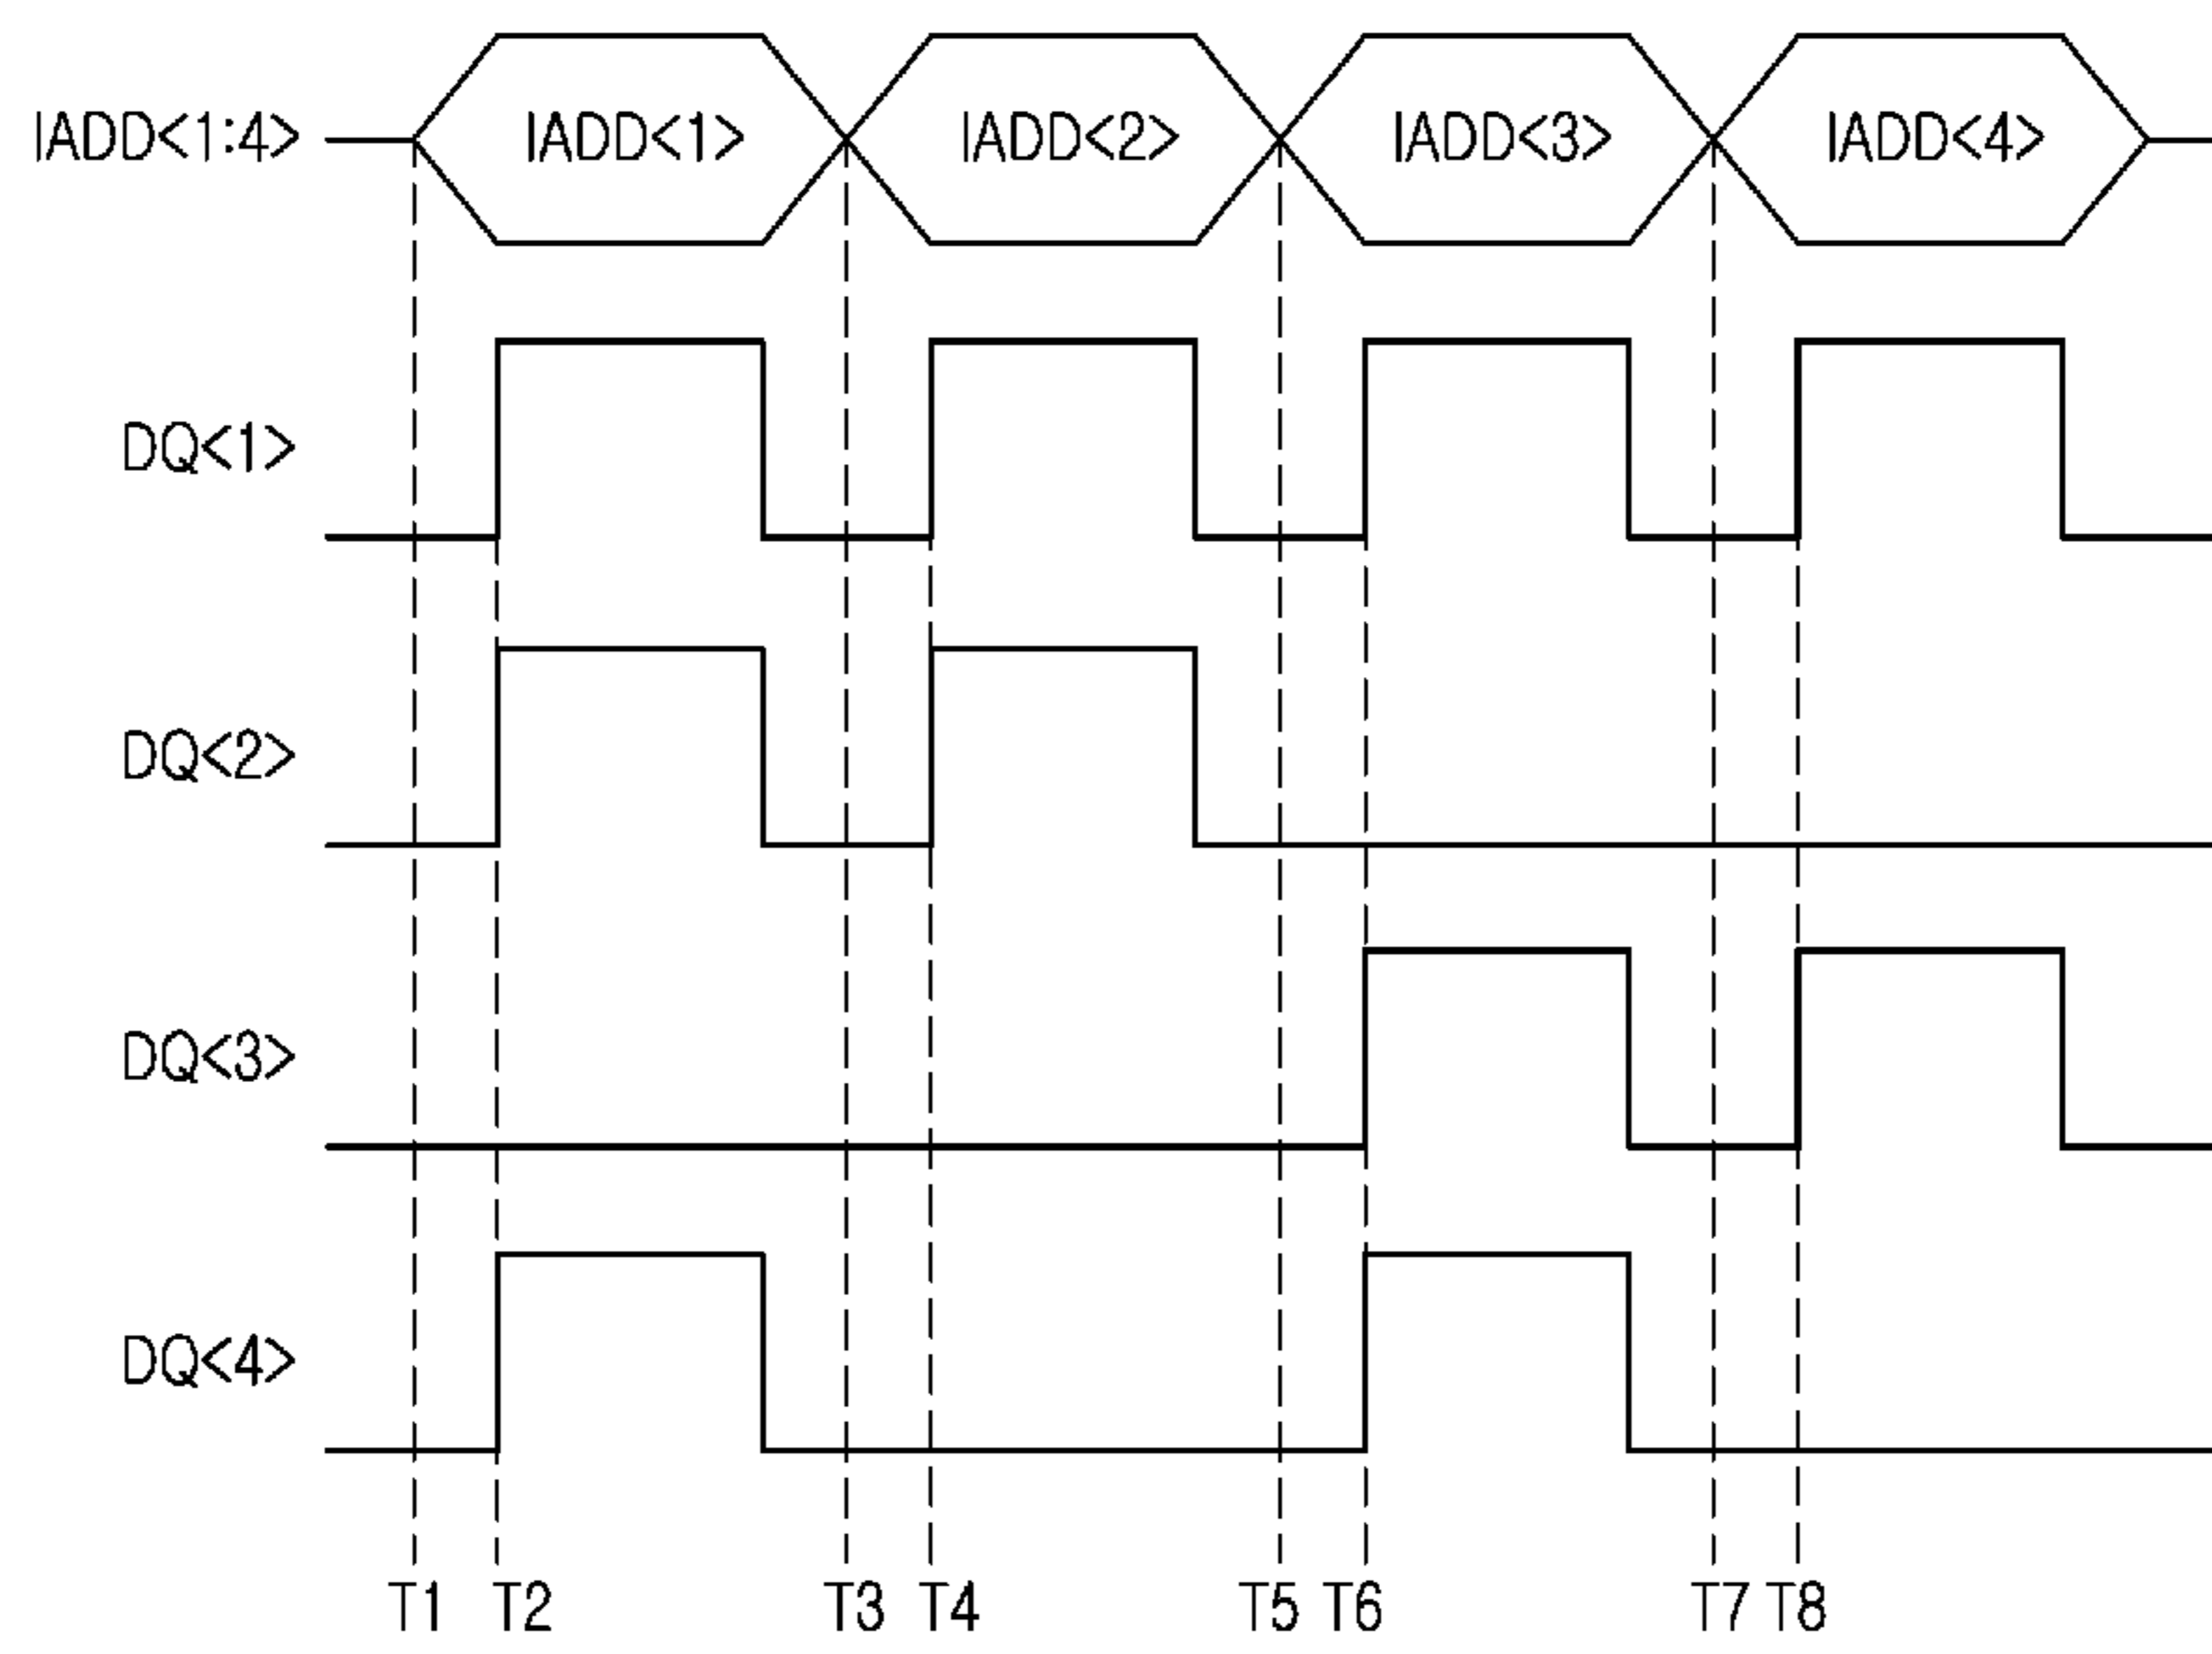 IADD<1:4> IADD<1> IADD<2> IADD<3> IADD<4>
DQ<1>
DQ<2>
DQ<3>
DQ<4>
T1 T2 T3 T4 T5 T6 T7 T8